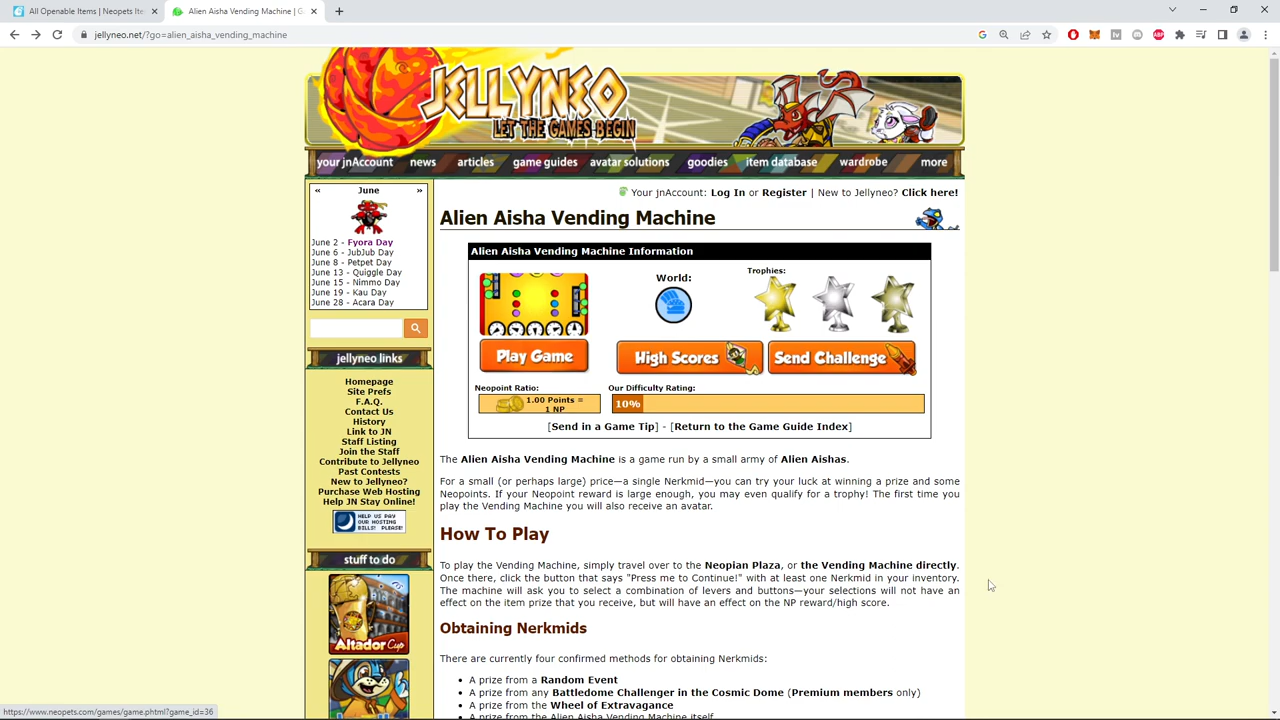 All Openable Items | Neopets Ite
Alien Aisha Vending Machine | G
jellyneo.net/?go=alien_aisha_vending_machine
JELLYNEO
LET THE GAMES BEGIN
your jnAccount news articles game guides avatar solutions goodies item database wardrobe more
« June »
June 2 - Fyora Day
June 6 - JubJub Day
June 8 - Petpet Day
June 13 - Quiggle Day
June 15 - Nimmo Day
June 19 - Kau Day
June 28 - Acara Day
jellyneo links
Homepage
Site Prefs
F.A.Q.
Contact Us
History
Link to JN
Staff Listing
Join the Staff
Contribute to Jellyneo
Past Contests
New to Jellyneo?
Purchase Web Hosting
Help JN Stay Online!
HELP US PAY
OUR HOSTING
BILLS! PLEASE!
stuff to do
Altador Cup
Your jnAccount: Log In or Register | New to Jellyneo? Click here!
Alien Aisha Vending Machine
Alien Aisha Vending Machine Information
World:
Trophies:
Play Game
High Scores
Send Challenge
Neopoint Ratio:
1.00 Points =
1 NP
Our Difficulty Rating:
10%
[Send in a Game Tip] - [Return to the Game Guide Index]
The Alien Aisha Vending Machine is a game run by a small army of Alien Aishas.
For a small (or perhaps large) price—a single Nerkmid—you can try your luck at winning a prize and some
Neopoints. If your Neopoint reward is large enough, you may even qualify for a trophy! The first time you
play the Vending Machine you will also receive an avatar.
How To Play
To play the Vending Machine, simply travel over to the Neopian Plaza, or the Vending Machine directly.
Once there, click the button that says "Press me to Continue!" with at least one Nerkmid in your inventory.
The machine will ask you to select a combination of levers and buttons—your selections will not have an
effect on the item prize that you receive, but will have an effect on the NP reward/high score.
Obtaining Nerkmids
There are currently four confirmed methods for obtaining Nerkmids:
• A prize from a Random Event
• A prize from any Battledome Challenger in the Cosmic Dome (Premium members only)
• A prize from the Wheel of Extravagance
• A prize from the Alien Aisha Vending Machine itself
https://www.neopets.com/games/game.phtml?game_id=36